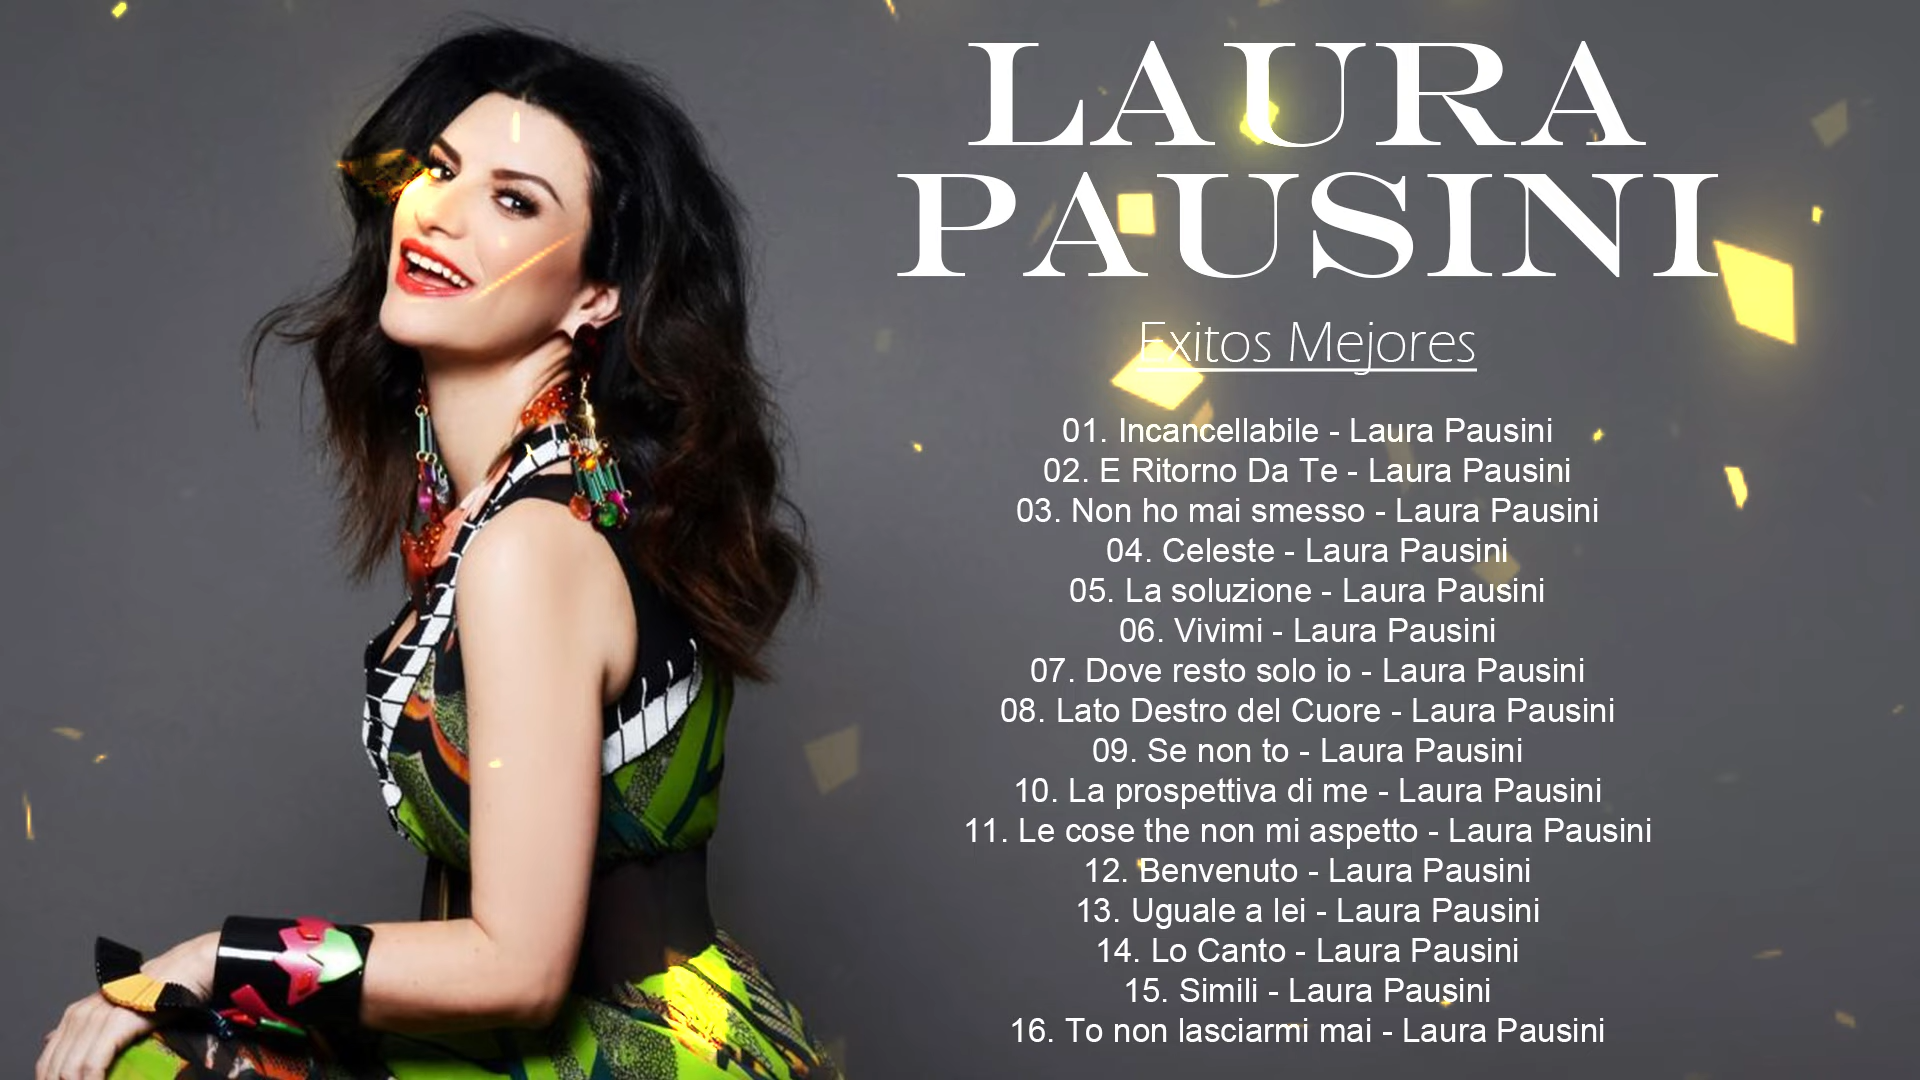 LAURA
PAUSINI
Exitos Mejores
01. Incancellabile - Laura Pausini
02. E Ritorno Da Te - Laura Pausini
03. Non ho mai smesso - Laura Pausini
04. Celeste - Laura Pausini
05. La soluzione - Laura Pausini
06. Vivimi - Laura Pausini
07. Dove resto solo io - Laura Pausini
08. Lato Destro del Cuore - Laura Pausini
09. Se non to - Laura Pausini
10. La prospettiva di me - Laura Pausini
11. Le cose the non mi aspetto - Laura Pausini
12. Benvenuto - Laura Pausini
13. Uguale a lei - Laura Pausini
14. Lo Canto - Laura Pausini
15. Simili - Laura Pausini
16. To non lasciarmi mai - Laura Pausini